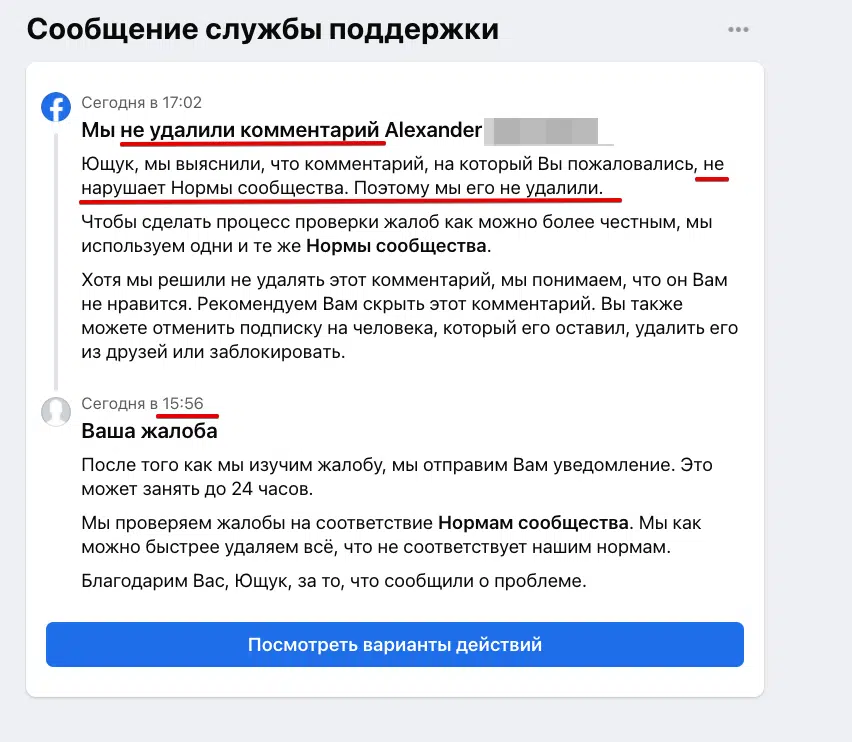 Сообщение службы поддержки
Сегодня в 17:02
Мы не удалили комментарий Alexander
Ющук, мы выяснили, что комментарий, на который Вы пожаловались, не
нарушает Нормы сообщества. Поэтому мы его не удалили.
Чтобы сделать процесс проверки жалоб как можно более честным, мы
используем одни и те же Нормы сообщества.
Хотя мы решили не удалять этот комментарий, мы понимаем, что он Вам
не нравится. Рекомендуем Вам скрыть этот комментарий. Вы также
можете отменить подписку на человека, который его оставил, удалить его
из друзей или заблокировать.
Сегодня в 15:56
Ваша жалоба
После того как мы изучим жалобу, мы отправим Вам уведомление. Это
может занять до 24 часов.
Мы проверяем жалобы на соответствие Нормам сообщества. Мы как
можно быстрее удаляем всё, что не соответствует нашим нормам.
Благодарим Вас, Ющук, за то, что сообщили о проблеме.
Посмотреть варианты действий